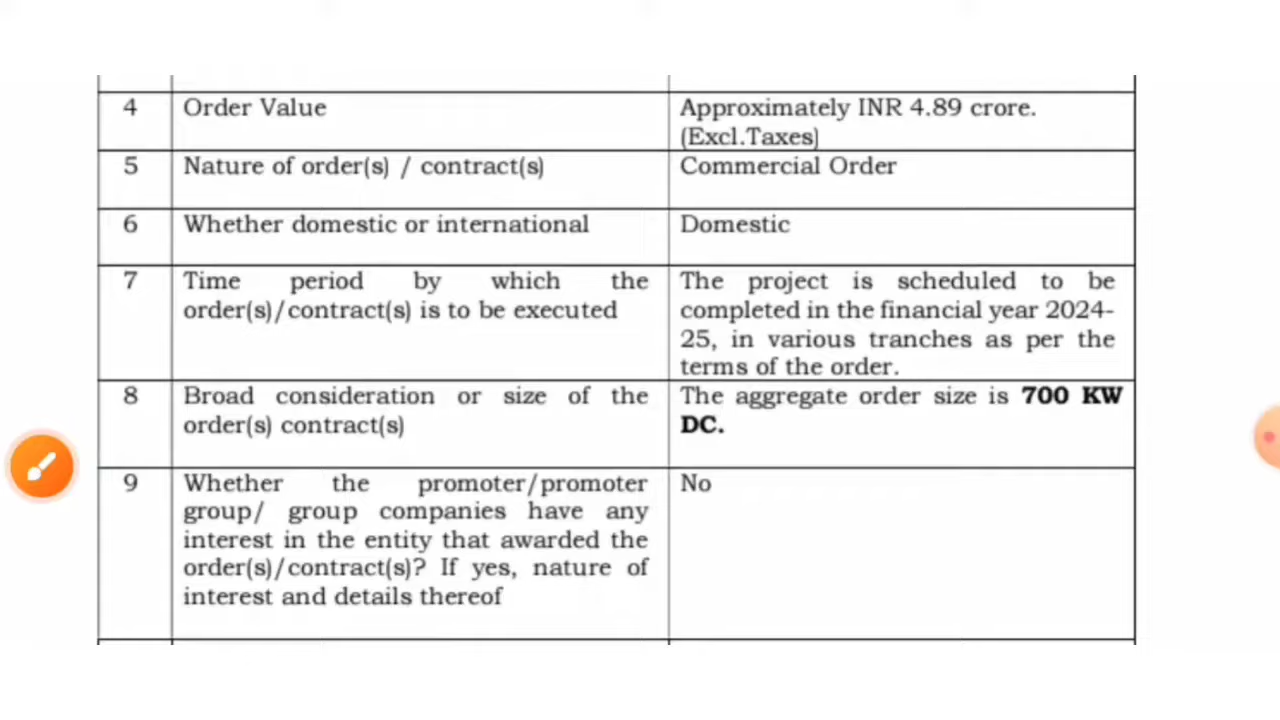 4 Order Value Approximately INR 4.89 crore.
(Excl.Taxes)
5 Nature of order(s) / contract(s) Commercial Order
6 Whether domestic or international Domestic
7 Time period by which the The project is scheduled to be
order(s)/contract(s) is to be executed completed in the financial year 2024-
25, in various tranches as per the
terms of the order.
8 Broad consideration or size of the The aggregate order size is 700 KW
order(s) contract(s) DC.
9 Whether the promoter/promoter No
group/ group companies have any
interest in the entity that awarded the
order(s)/contract(s)? If yes, nature of
interest and details thereof